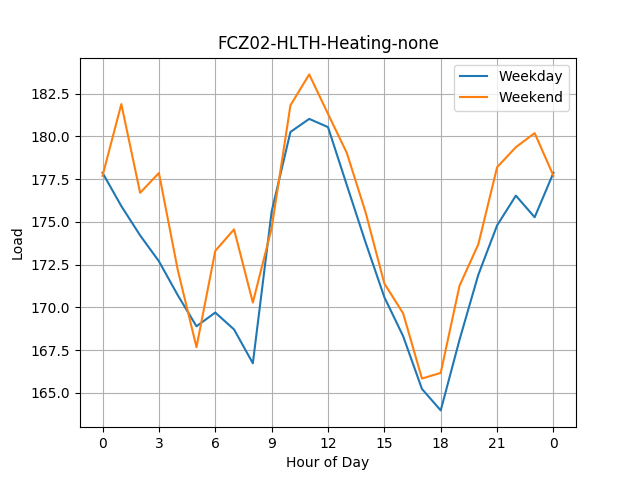 FCZ02-HLTH-Heating-none
Weekday
Weekend
Load
182.5
180.0
177.5
175.0
172.5
170.0
167.5
165.0
0 3 6 9 12 15 18 21 0
Hour of Day